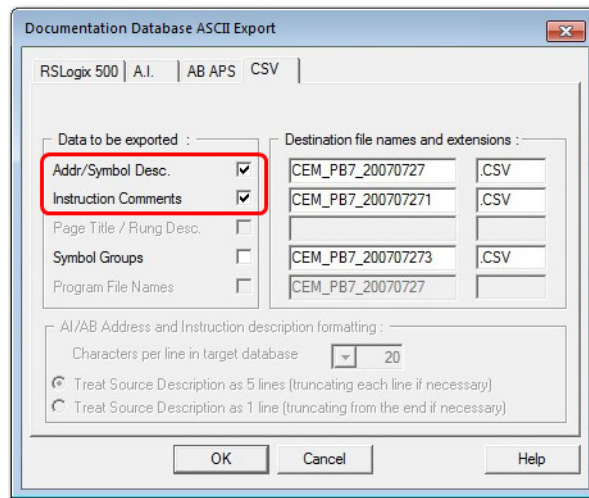 Documentation Database ASCII Export
RSLogix 500 A.I. AB APS CSV
Data to be exported : Destination file names and extensions :
Addr/Symbol Desc. CEM_PB7_20070727 .CSV
Instruction Comments CEM_PB7_200707271 .CSV
Page Title / Rung Desc.
Symbol Groups CEM_PB7_200707273 .CSV
Program File Names CEM_PB7_20070727
AI/AB Address and Instruction description formatting :
Characters per line in target database 20
Treat Source Description as 5 lines (truncating each line if necessary)
Treat Source Description as 1 line (truncating from the end if necessary)
OK Cancel Help